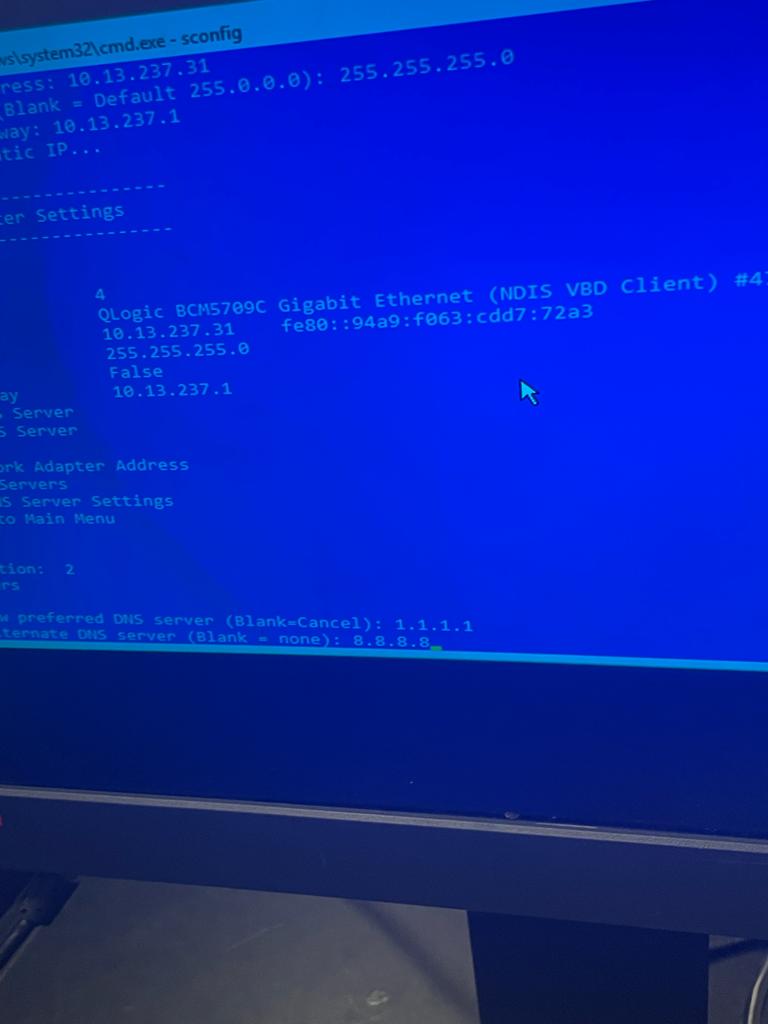 ws\system32\cmd.exe - sconfig
ress: 10.13.237.31
(Blank = Default 255.0.0.0): 255.255.255.0
way: 10.13.237.1
tic IP...
----------------
ter Settings
----------------
4
QLogic BCM5709C Gigabit Ethernet (NDIS VBD Client) #4
10.13.237.31 fe80::94a9:f063:cdd7:72a3
255.255.255.0
False
ay 10.13.237.1
S Server
S Server
ork Adapter Address
Servers
NS Server Settings
to Main Menu
tion: 2
rs
w preferred DNS server (Blank=Cancel): 1.1.1.1
lternate DNS server (Blank = none): 8.8.8.8